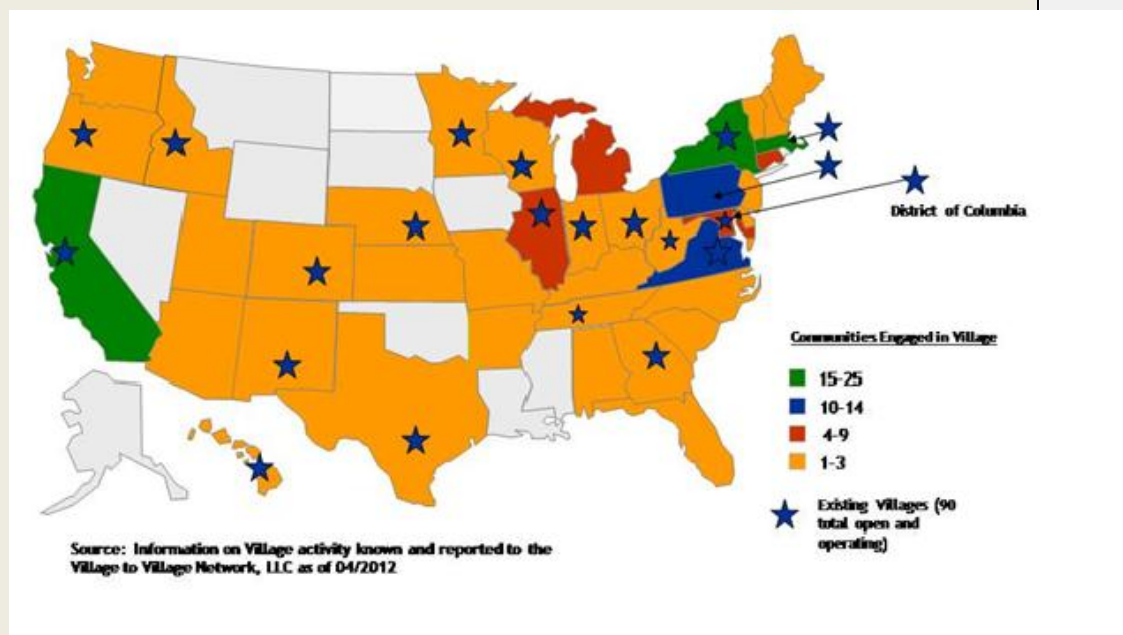 District of Columbia
Communities Engaged in Village
15-25
10-14
4-9
1-3
Existing Villages (90
total open and
operating)
Source: Information on Village activity known and reported to the
Village to Village Network, LLC as of 04/2012